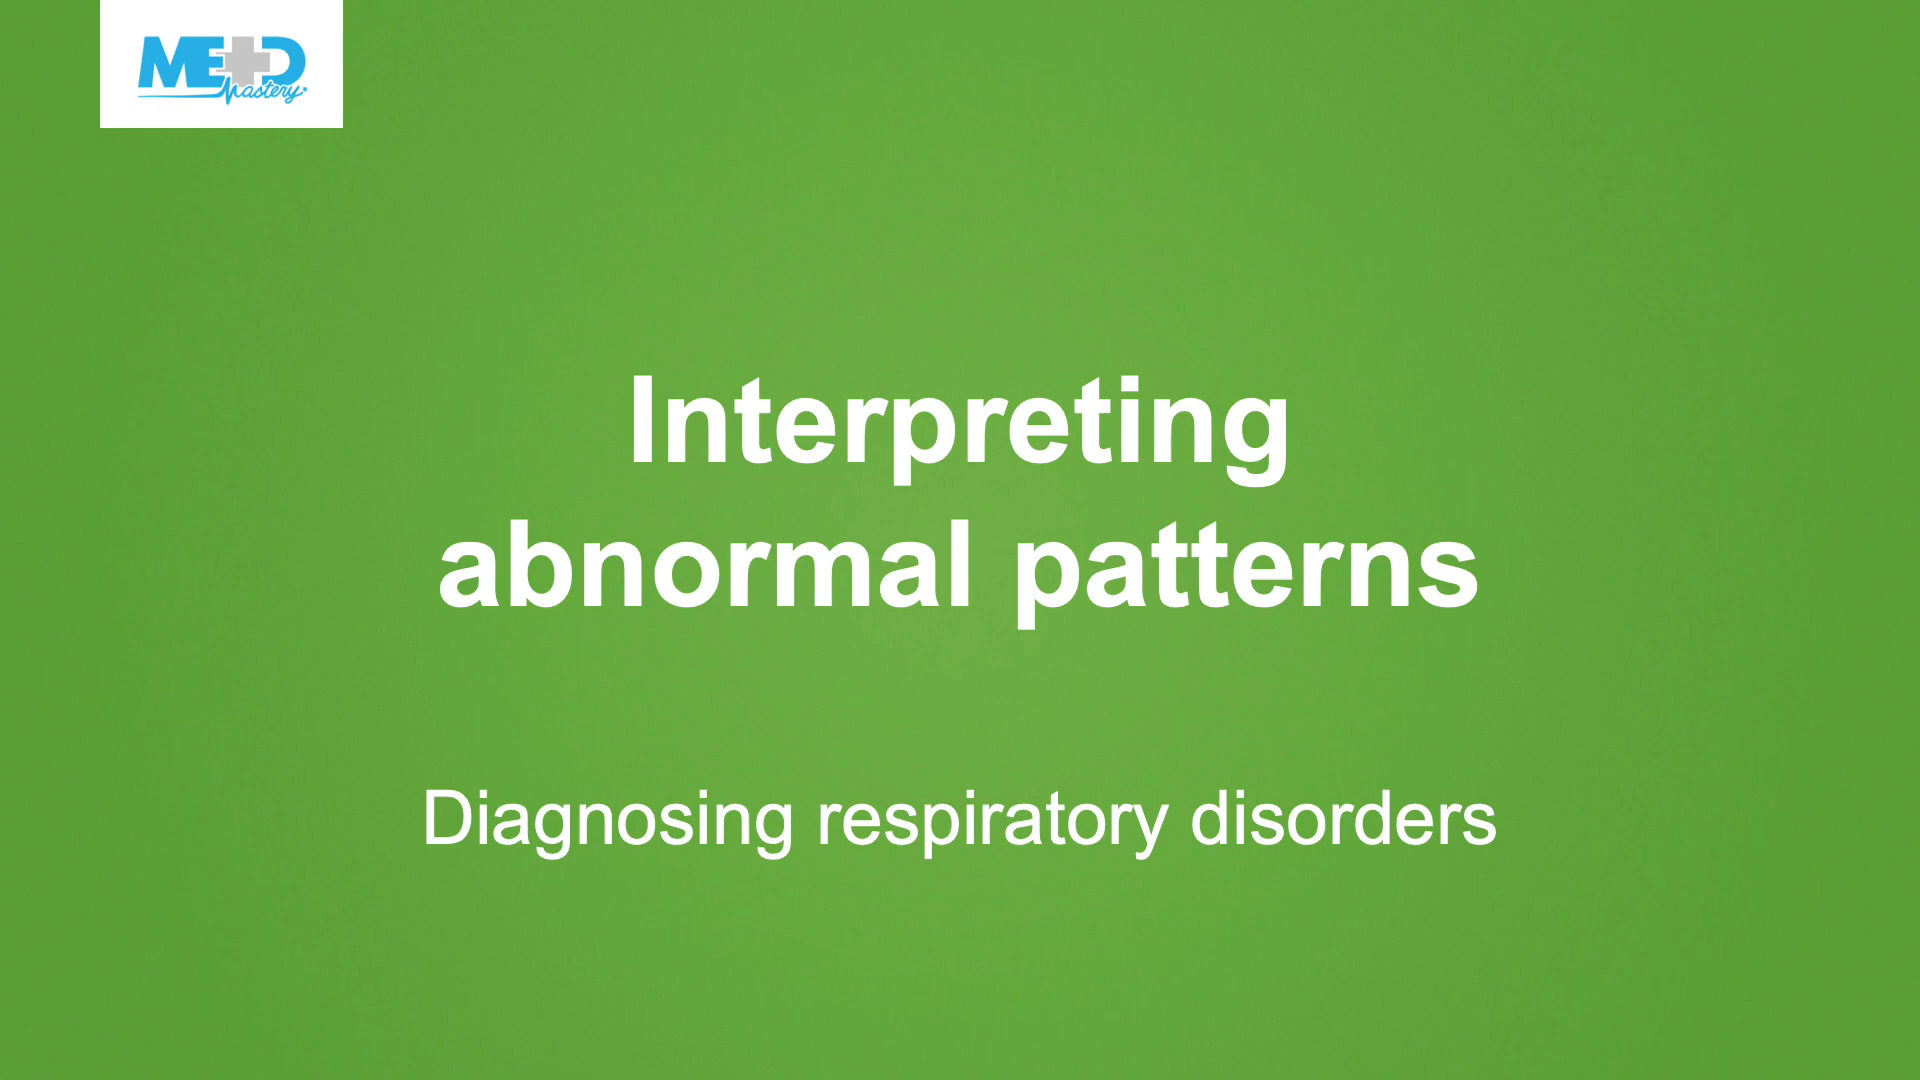 MED
Mastery
Interpreting
abnormal patterns
Diagnosing respiratory disorders